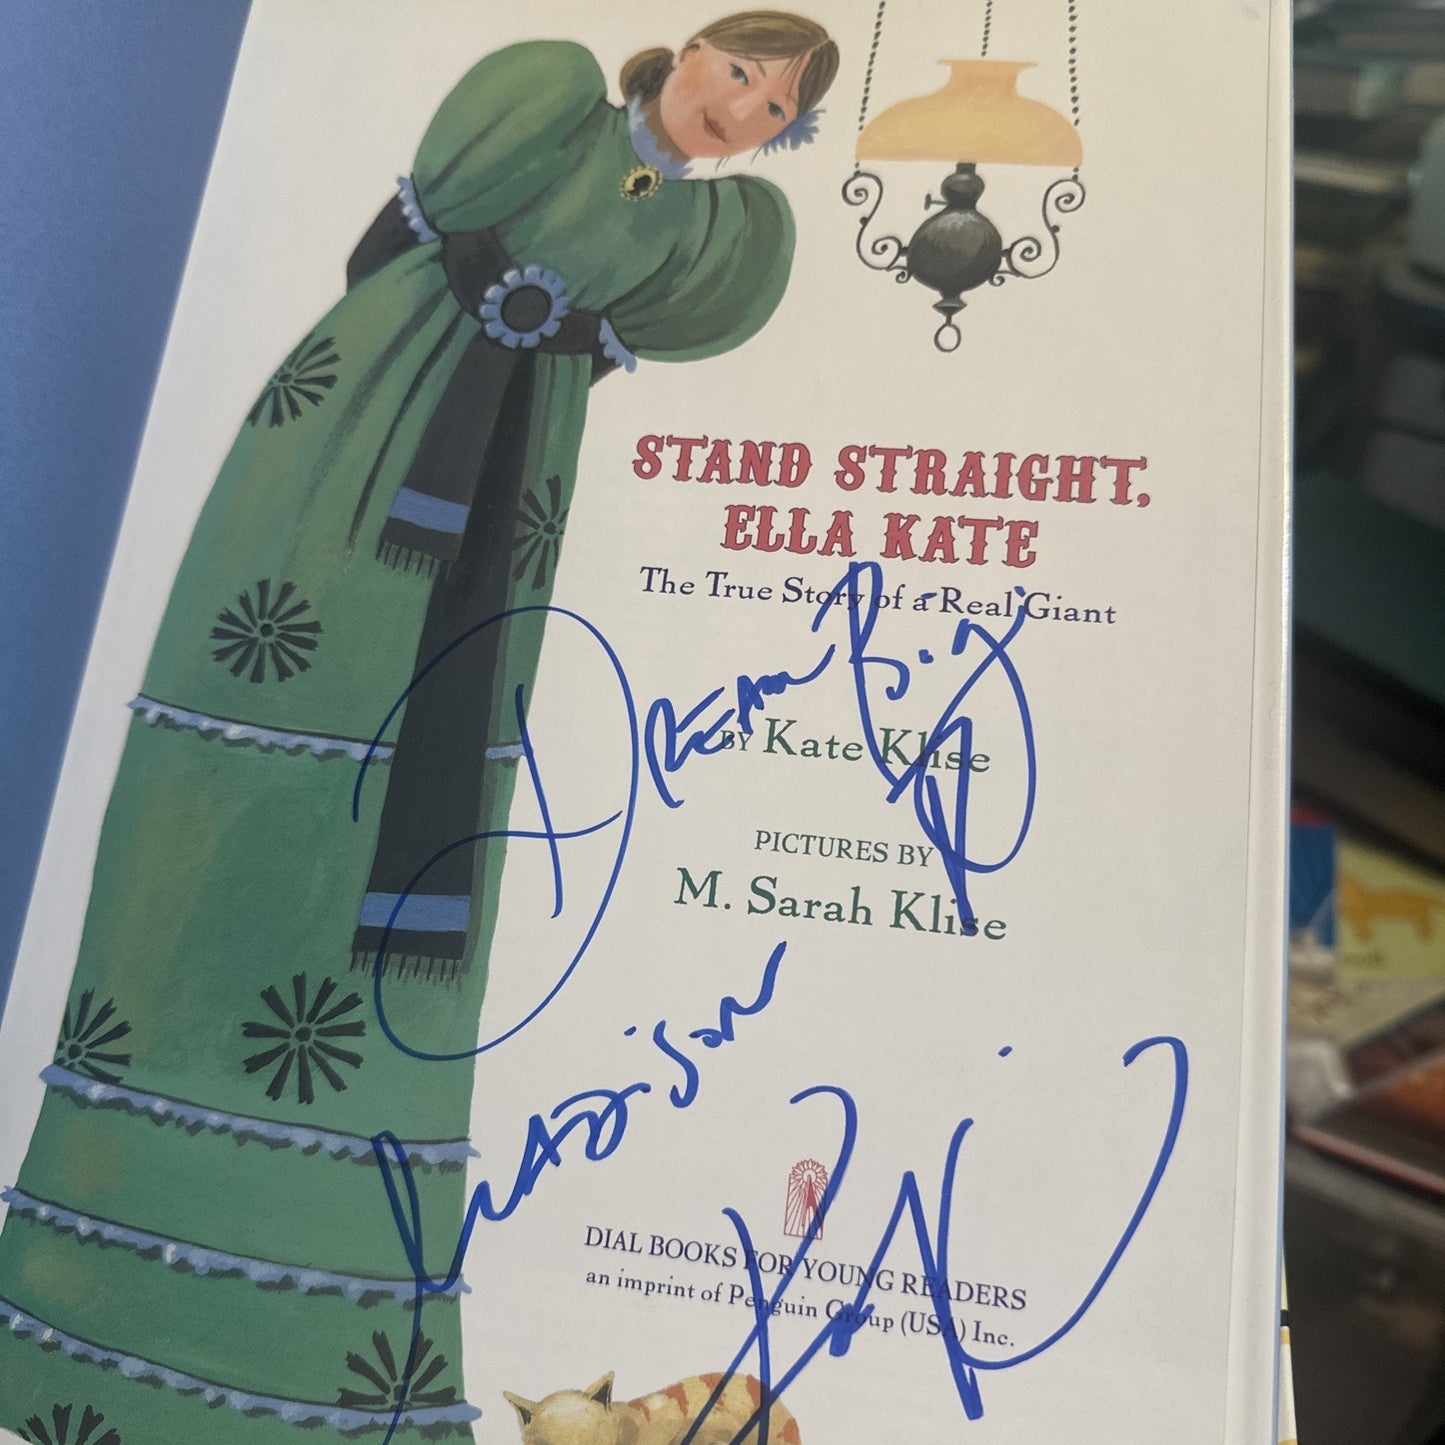 STAND STRAIGHT,
ELLA KATE
The True Story of a Real Giant
DREAM Big
BY Kate Klise
PICTURES BY
M. Sarah Klise
MADDISON
DIAL BOOKS FOR YOUNG READERS
an imprint of Penguin Group (USA) Inc.